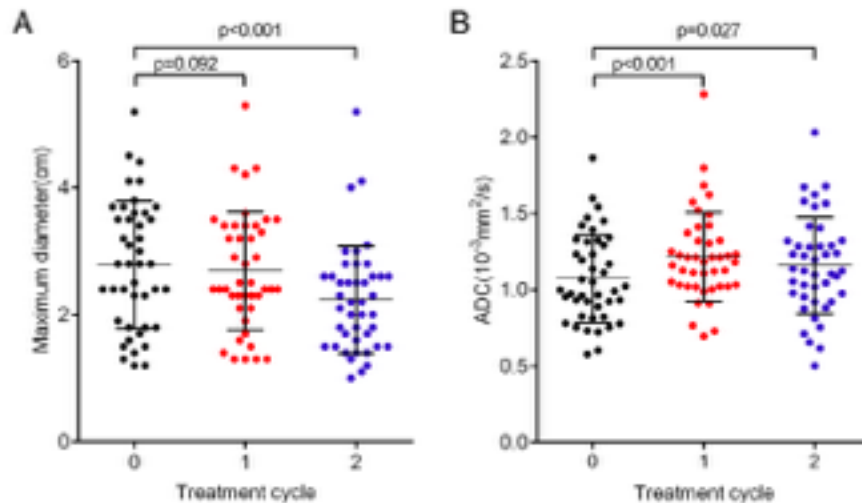 A
p<0.001
p=0.092
6
4
2
0
Maximum diameter(cm)
0 1 2
Treatment cycle
B
p=0.027
p<0.001
2.5
2.0
1.5
1.0
0.5
0.0
ADC(10⁻³mm²/s)
0 1 2
Treatment cycle